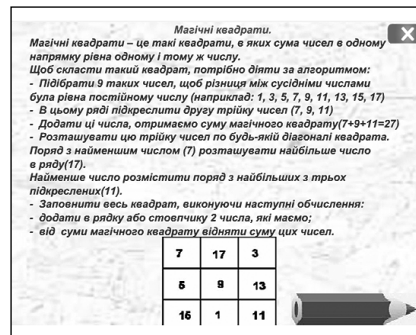 Магічні квадрати.
Магічні квадрати – це такі квадрати, в яких сума чисел в одному
напрямку рівна одному і тому ж числу.
Щоб скласти такий квадрат, потрібно діяти за алгоритмом:
- Підібрати 9 таких чисел, щоб різниця між сусідніми числами
була рівна постійному числу (наприклад: 1, 3, 5, 7, 9, 11, 13, 15, 17)
- В цьому ряді підкреслити другу трійку чисел (7, 9, 11)
- Додати ці числа, отримаємо суму магічного квадрату(7+9+11=27)
- Розташувати цю трійку чисел по будь-якій діагоналі квадрата.
Поряд з найменшим числом (7) розташувати найбільше число
в ряду(17).
Найменше число розмістити поряд з найбільших з трьох
підкреслених(11).
- Заповнити весь квадрат, виконуючи наступні обчислення:
- додати в рядку або стовпчику 2 числа, які маємо;
- від суми магічного квадрату відняти суму цих чисел.
7 17 3
5 9 13
15 1 11